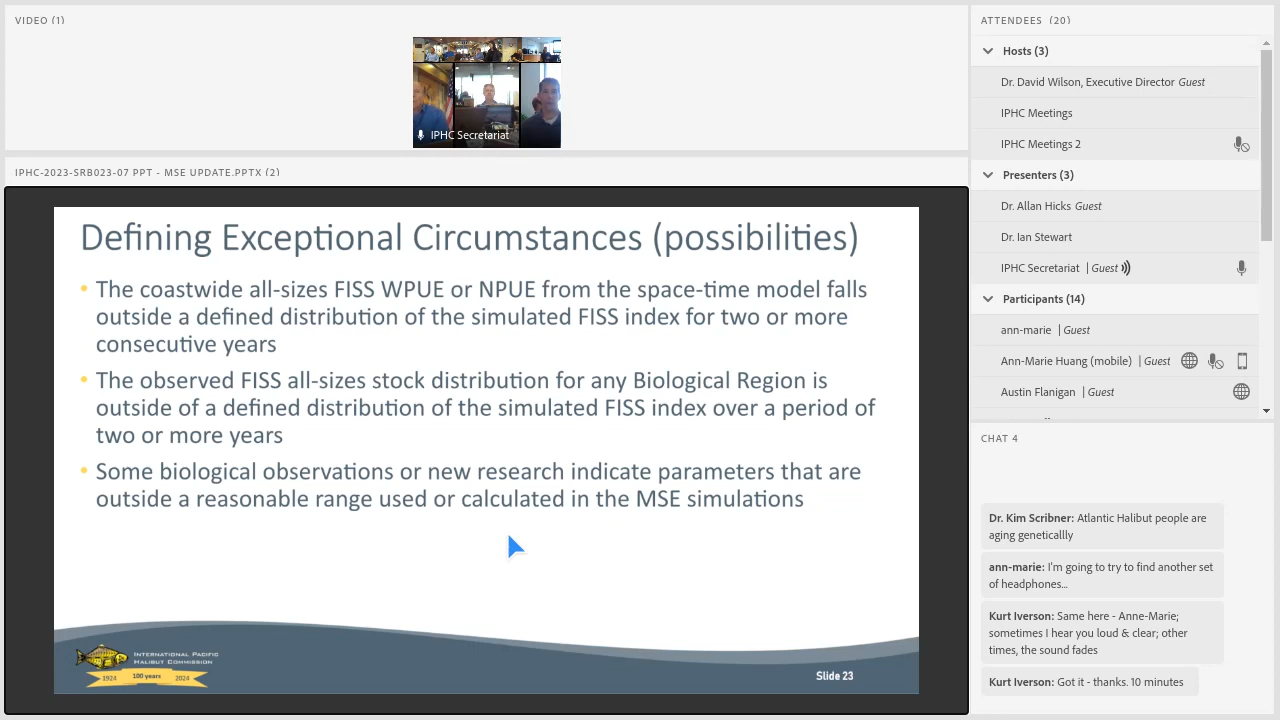 VIDEO (1)
IPHC Secretariat
IPHC-2023-SRB023-07 PPT - MSE UPDATE.PPTX (2)
Defining Exceptional Circumstances (possibilities)
• The coastwide all-sizes FISS WPUE or NPUE from the space-time model falls
outside a defined distribution of the simulated FISS index for two or more
consecutive years
• The observed FISS all-sizes stock distribution for any Biological Region is
outside of a defined distribution of the simulated FISS index over a period of
two or more years
• Some biological observations or new research indicate parameters that are
outside a reasonable range used or calculated in the MSE simulations
INTERNATIONAL PACIFIC
HALIBUT COMMISSION
1924 100 years 2024
Slide 23
ATTENDEES (20)
Hosts (3)
Dr. David Wilson, Executive Director Guest
IPHC Meetings
IPHC Meetings 2
Presenters (3)
Dr. Allan Hicks Guest
Dr. Ian Stewart
IPHC Secretariat | Guest
Participants (14)
ann-marie | Guest
Ann-Marie Huang (mobile) | Guest
Austin Flanigan | Guest
CHAT 4
Dr. Kim Scribner: Atlantic Halibut people are
aging geneticallly
ann-marie: I'm going to try to find another set
of headphones...
Kurt Iverson: Same here - Anne-Marie;
sometimes I hear you loud & clear; other
times, the sound fades
Kurt Iverson: Got it - thanks. 10 minutes